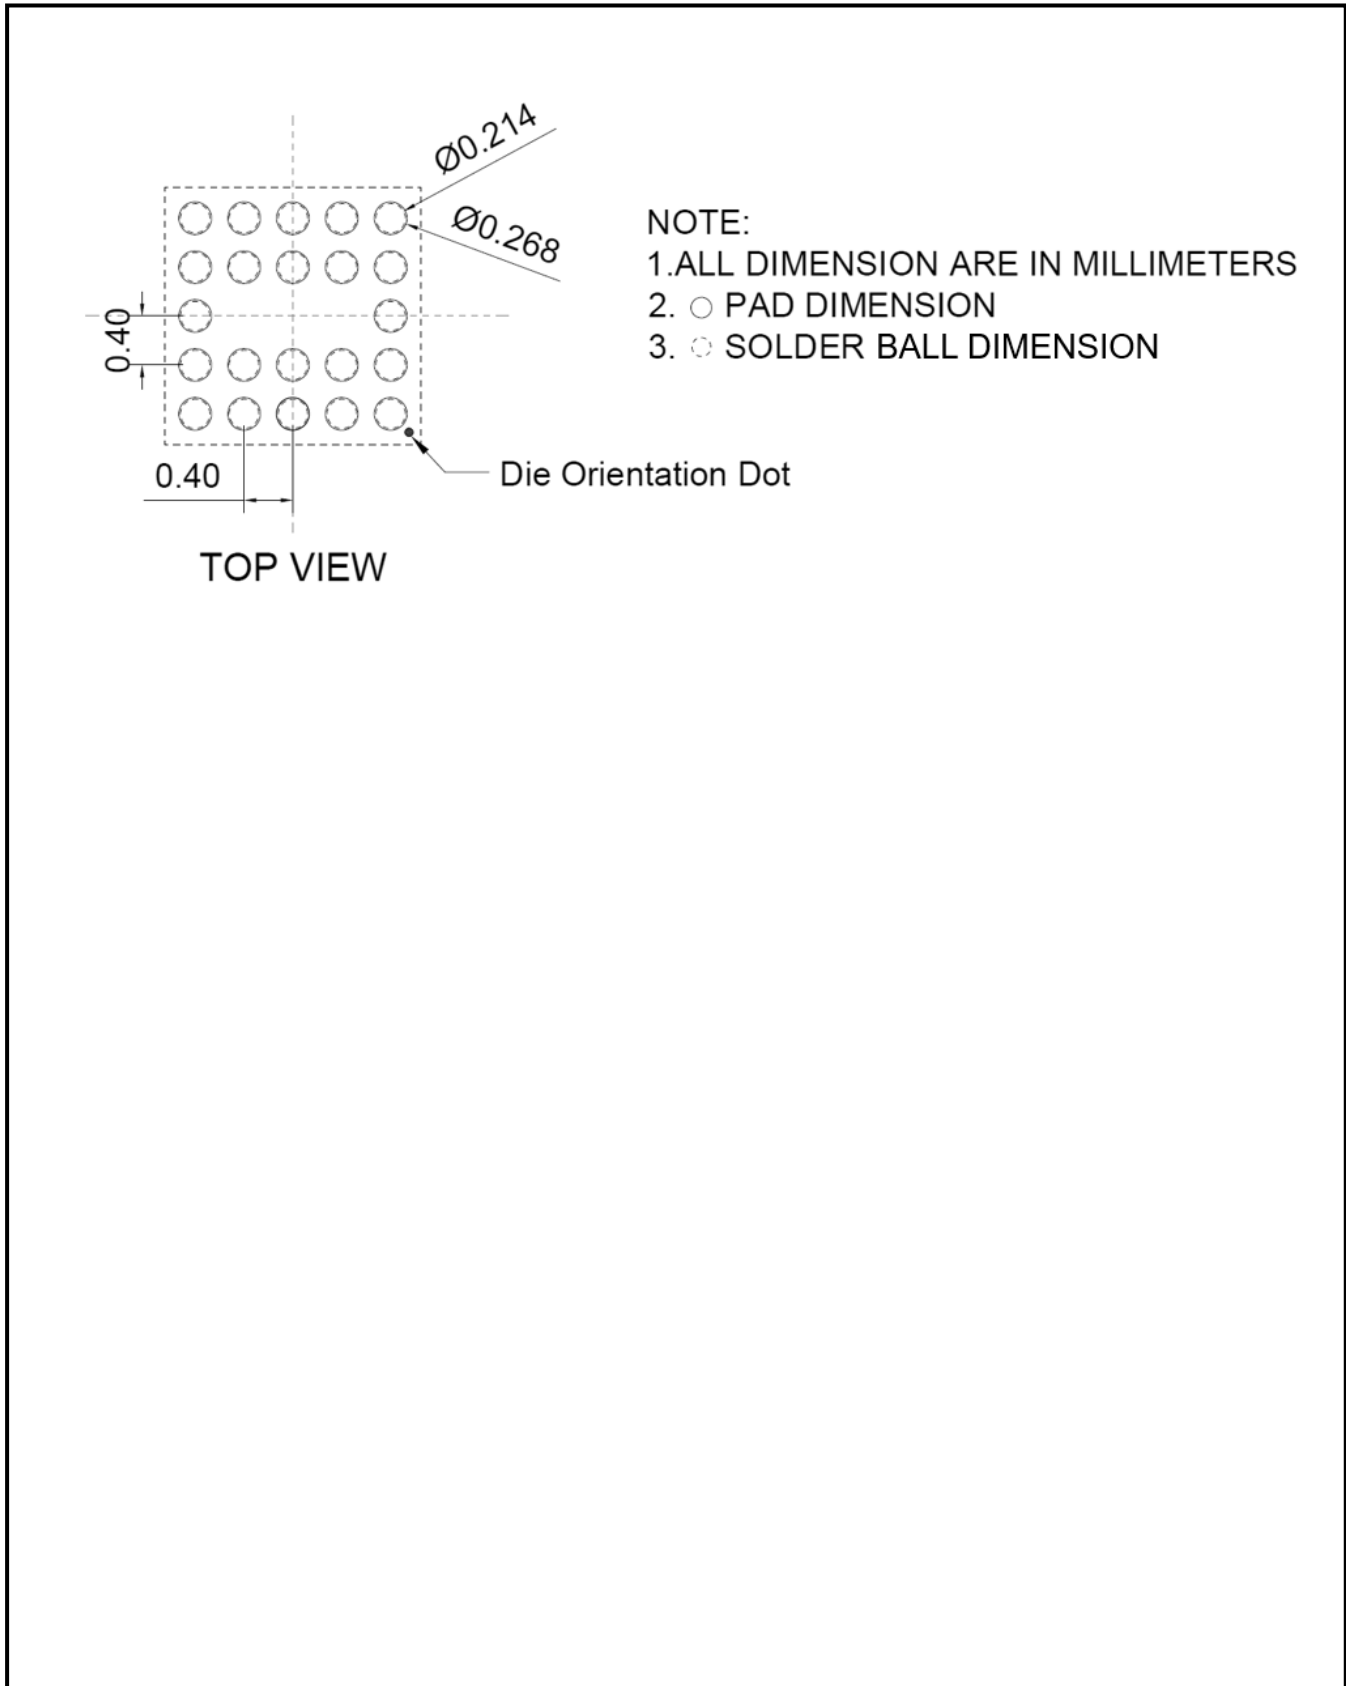 Ø0.214
Ø0.268
NOTE:
1.ALL DIMENSION ARE IN MILLIMETERS
2. ○ PAD DIMENSION
3. ◌ SOLDER BALL DIMENSION
0.40
0.40
Die Orientation Dot
TOP VIEW